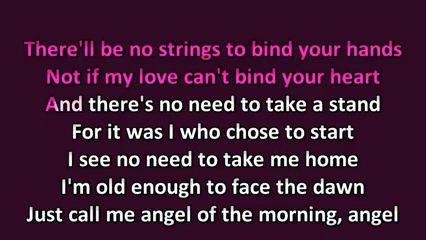 There'll be no strings to bind your hands
Not if my love can't bind your heart
And there's no need to take a stand
For it was I who chose to start
I see no need to take me home
I'm old enough to face the dawn
Just call me angel of the morning, angel